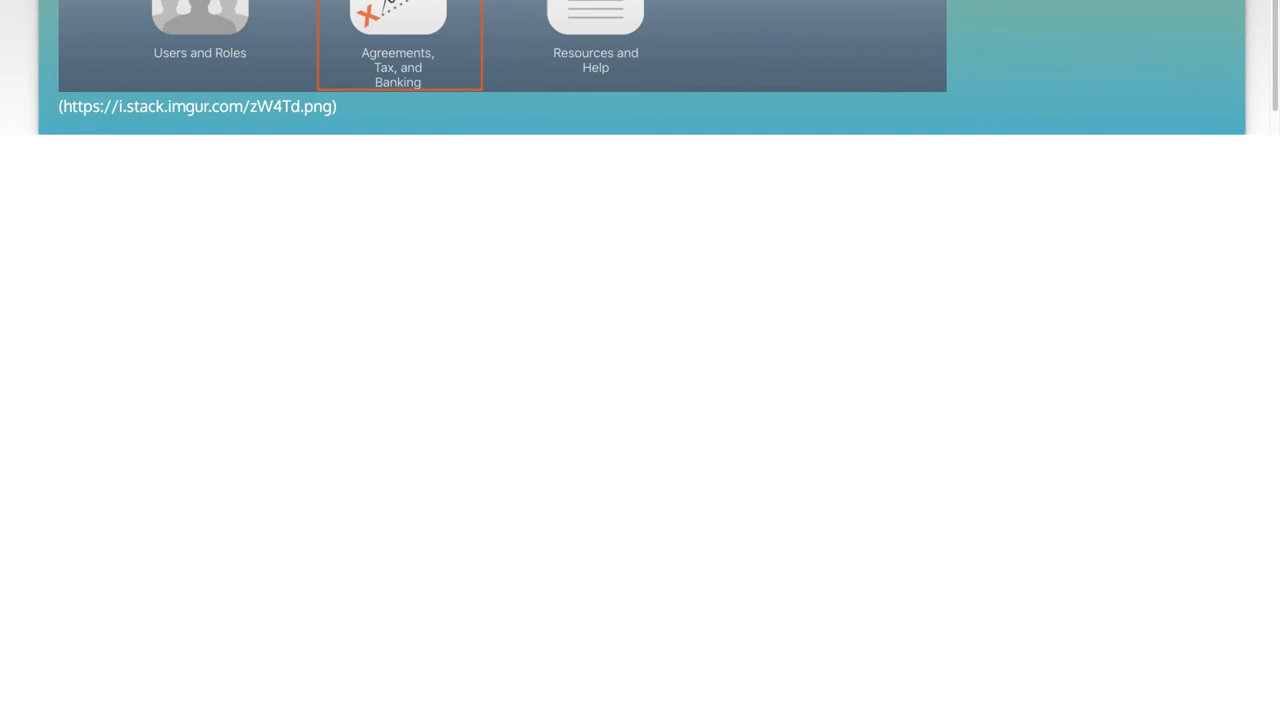 Users and Roles
Agreements,
Tax, and
Banking
Resources and
Help
(https://i.stack.imgur.com/zW4Td.png)